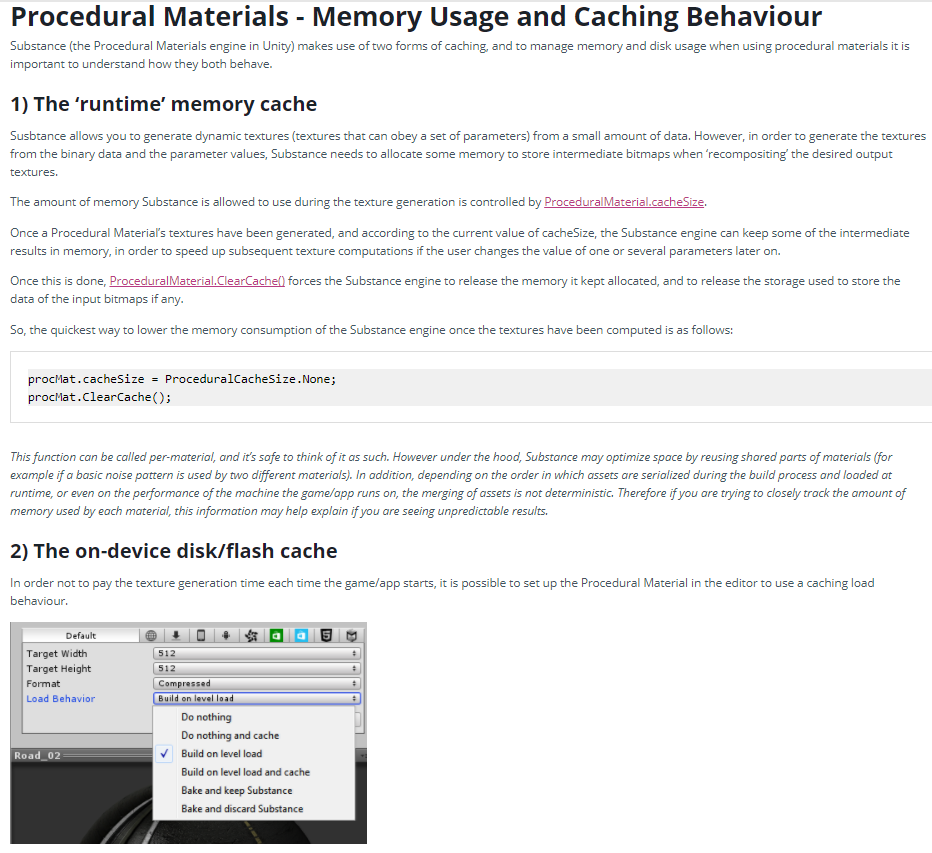 Procedural Materials - Memory Usage and Caching Behaviour
Substance (the Procedural Materials engine in Unity) makes use of two forms of caching, and to manage memory and disk usage when using procedural materials it is
important to understand how they both behave.
1) The ‘runtime’ memory cache
Susbtance allows you to generate dynamic textures (textures that can obey a set of parameters) from a small amount of data. However, in order to generate the textures
from the binary data and the parameter values, Substance needs to allocate some memory to store intermediate bitmaps when ‘recompositing’ the desired output
textures.
The amount of memory Substance is allowed to use during the texture generation is controlled by ProceduralMaterial.cacheSize.
Once a Procedural Material’s textures have been generated, and according to the current value of cacheSize, the Substance engine can keep some of the intermediate
results in memory, in order to speed up subsequent texture computations if the user changes the value of one or several parameters later on.
Once this is done, ProceduralMaterial.ClearCache() forces the Substance engine to release the memory it kept allocated, and to release the storage used to store the
data of the input bitmaps if any.
So, the quickest way to lower the memory consumption of the Substance engine once the textures have been computed is as follows:
procMat.cacheSize = ProceduralCacheSize.None;
procMat.ClearCache();
This function can be called per-material, and it’s safe to think of it as such. However under the hood, Substance may optimize space by reusing shared parts of materials (for
example if a basic noise pattern is used by two different materials). In addition, depending on the order in which assets are serialized during the build process and loaded at
runtime, or even on the performance of the machine the game/app runs on, the merging of assets is not deterministic. Therefore if you are trying to closely track the amount of
memory used by each material, this information may help explain if you are seeing unpredictable results.
2) The on-device disk/flash cache
In order not to pay the texture generation time each time the game/app starts, it is possible to set up the Procedural Material in the editor to use a caching load
behaviour.
Default
Target Width 512
Target Height 512
Format Compressed
Load Behavior Build on level load
Do nothing
Do nothing and cache
Build on level load
Build on level load and cache
Bake and keep Substance
Bake and discard Substance
Road_02